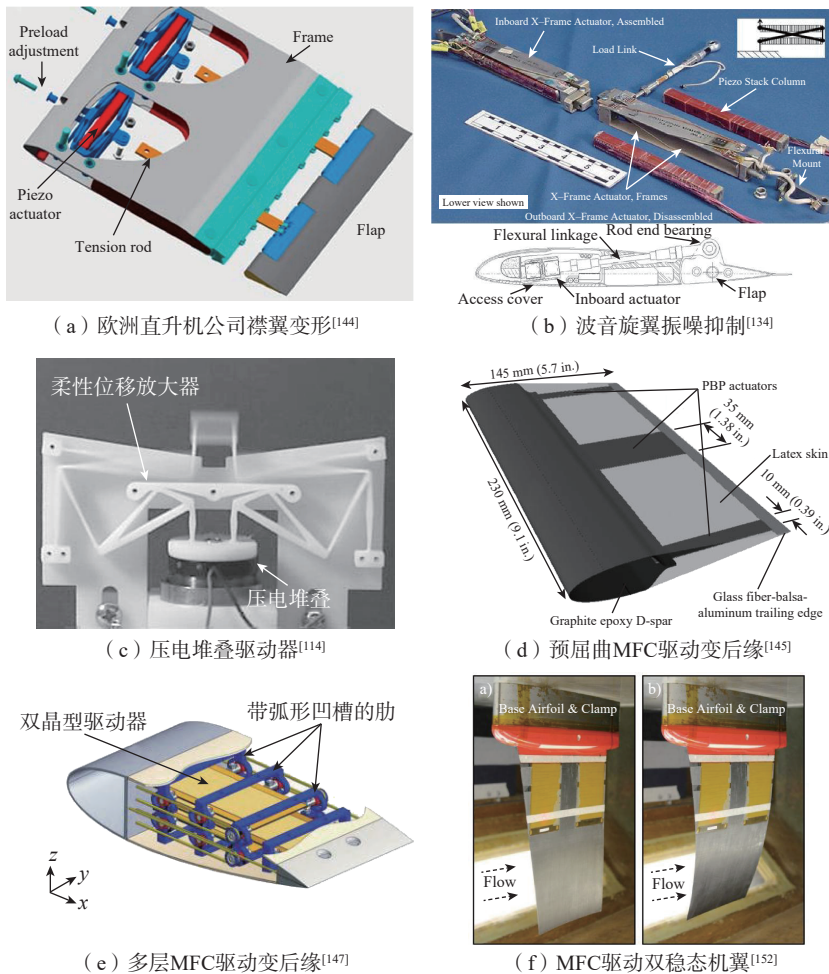 Preload
adjustment
Frame
Piezo
actuator
Tension rod
Flap
(a)欧洲直升机公司襟翼变形[144]
Inboard X–Frame Actuator, Assembled
Load Link
Piezo Stack Column
Flexural
Mount
X–Frame Actuator, Frames
Lower view shown
Outboard X–Frame Actuator, Disassembled
Rod end bearing
Flexural linkage
Access cover
Inboard actuator
Flap
(b)波音旋翼振噪抑制[134]
柔性位移放大器
压电堆叠
(c)压电堆叠驱动器[114]
145 mm (5.7 in.)
PBP actuators
35 mm
(1.38 in.)
Latex skin
10 mm (0.39 in.)
230 mm (9.1 in.)
Glass fiber-balsa-
aluminum trailing edge
Graphite epoxy D-spar
(d)预屈曲MFC驱动变后缘[145]
双晶型驱动器
带弧形凹槽的肋
z
y
x
(e)多层MFC驱动变后缘[147]
a)
Base Airfoil & Clamp
Flow
b)
Base Airfoil & Clamp
Flow
(f)MFC驱动双稳态机翼[152]